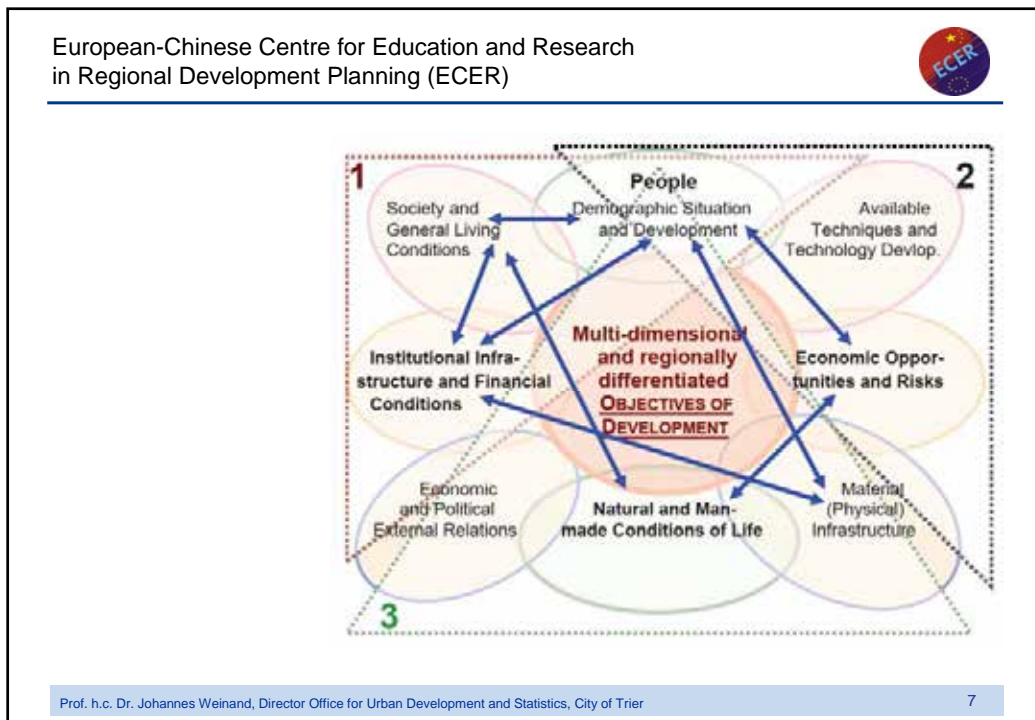 European-Chinese Centre for Education and Research
in Regional Development Planning (ECER)
ECER
1
2
People
Demographic Situation
and Development
Society and
General Living
Conditions
Available
Techniques and
Technology Devlop.
Institutional Infra-
structure and Financial
Conditions
Multi-dimensional
and regionally
differentiated
OBJECTIVES OF
DEVELOPMENT
Economic Oppor-
tunities and Risks
Economic
and Political
External Relations
Natural and Man-
made Conditions of Life
Material
(Physical)
Infrastructure
3
Prof. h.c. Dr. Johannes Weinand, Director Office for Urban Development and Statistics, City of Trier
7